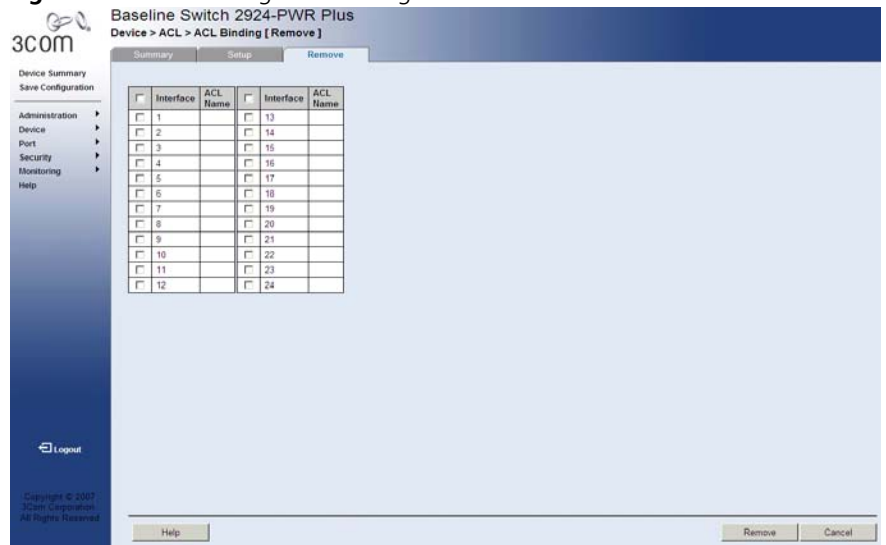 Baseline Switch 2924-PWR Plus
Device > ACL > ACL Binding [ Remove ]
3COM
Summary Setup Remove
Device Summary
Save Configuration
Administration
Device
Port
Security
Monitoring
Help
Interface ACL Name Interface ACL Name
1 13
2 14
3 15
4 16
5 17
6 18
7 19
8 20
9 21
10 22
11 23
12 24
Logout
Copyright © 2007
3Com Corporation
All Rights Reserved
Help Remove Cancel